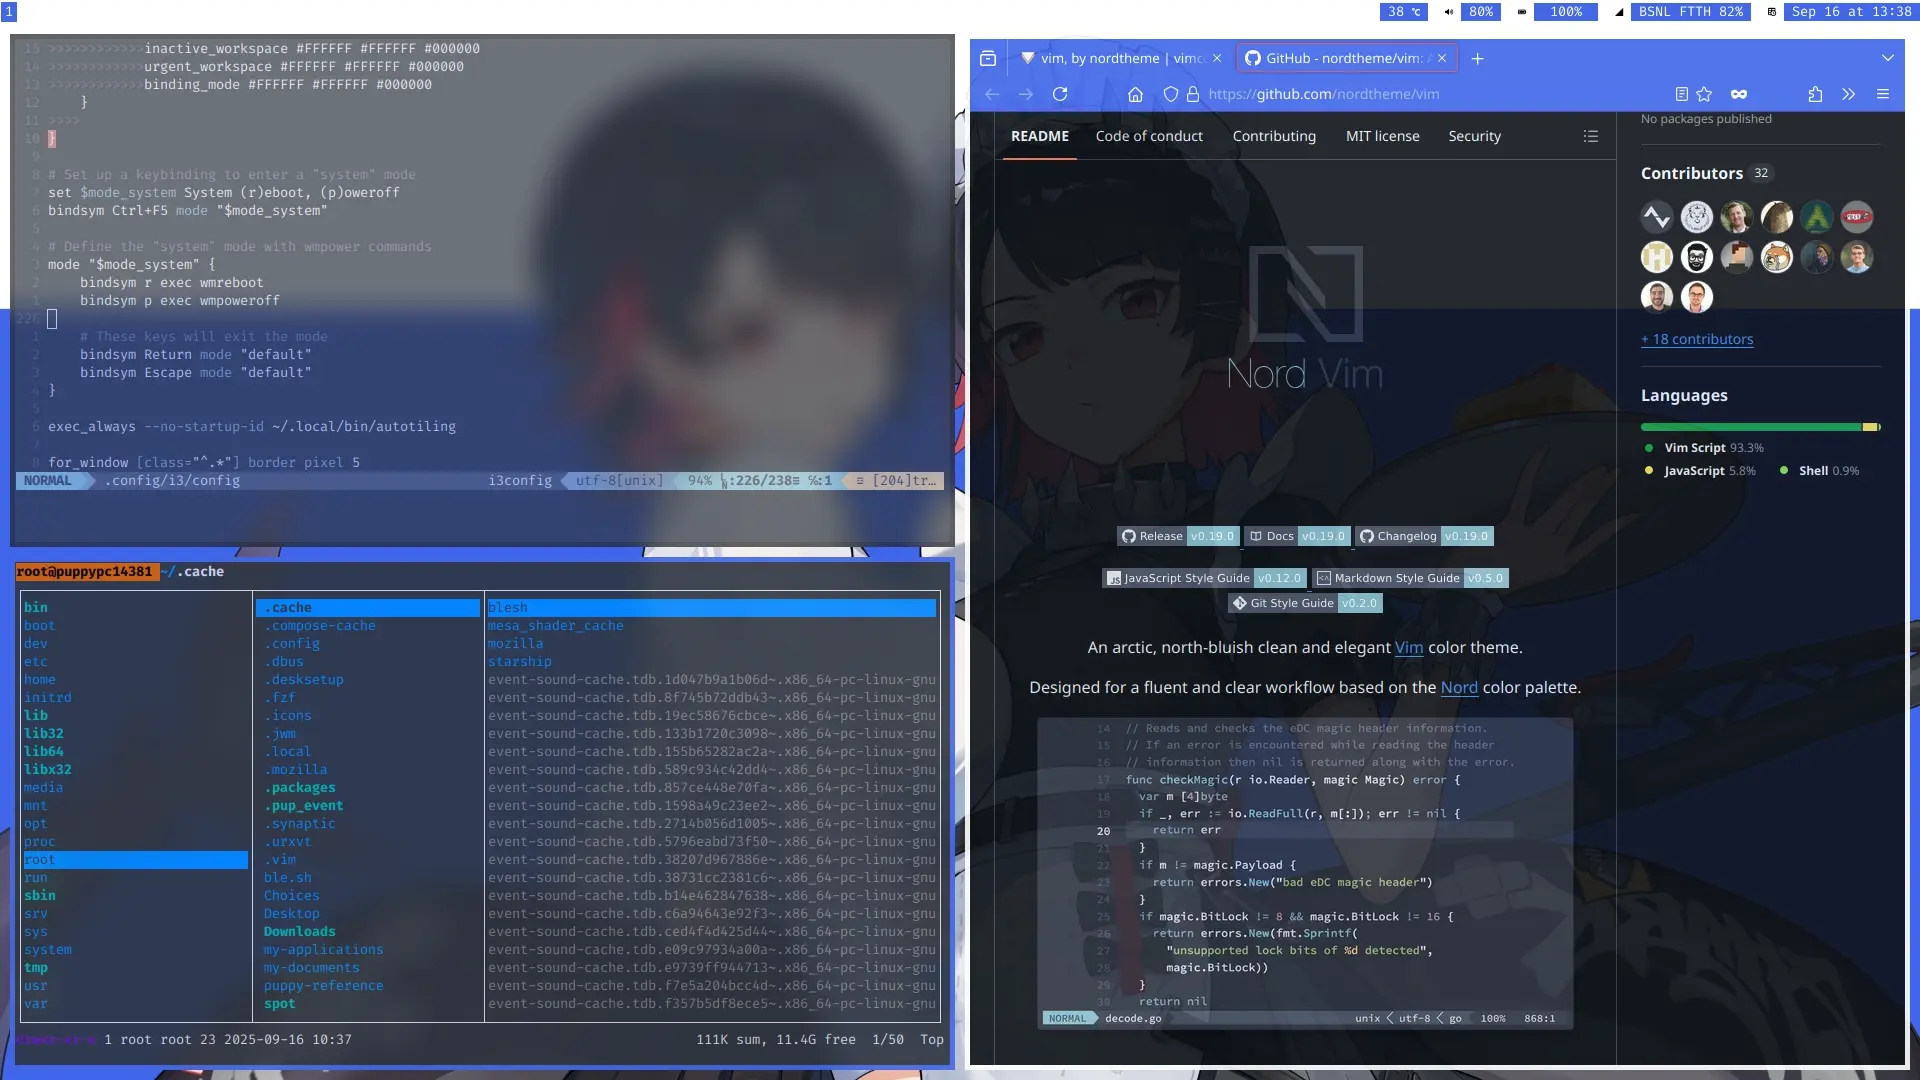 1
38 °C
80%
100%
BSNL FTTH 82%
Sep 16 at 13:38
15 >>>>>>>>>>>>inactive_workspace #FFFFFF #FFFFFF #000000
14 >>>>>>>>>>>>urgent_workspace #FFFFFF #FFFFFF #000000
13 >>>>>>>>>>>>binding_mode #FFFFFF #FFFFFF #000000
12 }
11 >>>>
10 }
9
8 # Set up a keybinding to enter a "system" mode
7 set $mode_system System (r)eboot, (p)oweroff
6 bindsym Ctrl+F5 mode "$mode_system"
5
4 # Define the "system" mode with wmpower commands
3 mode "$mode_system" {
2 bindsym r exec wmreboot
1 bindsym p exec wmpoweroff
226
1 # These keys will exit the mode
2 bindsym Return mode "default"
3 bindsym Escape mode "default"
4 }
5
6 exec_always --no-startup-id ~/.local/bin/autotiling
7
8 for_window [class="^.*"] border pixel 5
NORMAL .config/i3/config i3config utf-8[unix] 94% :226/238≡ ℅:1 ≡ [204]tr…
root@puppypc14381 ~/.cache
bin
boot
dev
etc
home
initrd
lib
lib32
lib64
libx32
media
mnt
opt
proc
root
run
sbin
srv
sys
system
tmp
usr
var
.cache
.compose-cache
.config
.dbus
.desksetup
.fzf
.icons
.jwm
.local
.mozilla
.packages
.pup_event
.synaptic
.urxvt
.vim
ble.sh
Choices
Desktop
Downloads
my-applications
my-documents
puppy-reference
spot
blesh
mesa_shader_cache
mozilla
starship
event-sound-cache.tdb.1d047b9a1b06d~.x86_64-pc-linux-gnu
event-sound-cache.tdb.8f745b72ddb43~.x86_64-pc-linux-gnu
event-sound-cache.tdb.19ec58676cbce~.x86_64-pc-linux-gnu
event-sound-cache.tdb.133b1720c3098~.x86_64-pc-linux-gnu
event-sound-cache.tdb.155b65282ac2a~.x86_64-pc-linux-gnu
event-sound-cache.tdb.589c934c42dd4~.x86_64-pc-linux-gnu
event-sound-cache.tdb.857ce448e70fa~.x86_64-pc-linux-gnu
event-sound-cache.tdb.1598a49c23ee2~.x86_64-pc-linux-gnu
event-sound-cache.tdb.2714b056d1005~.x86_64-pc-linux-gnu
event-sound-cache.tdb.5796eabd73f50~.x86_64-pc-linux-gnu
event-sound-cache.tdb.38207d967886e~.x86_64-pc-linux-gnu
event-sound-cache.tdb.38731cc2381c6~.x86_64-pc-linux-gnu
event-sound-cache.tdb.b14e462847638~.x86_64-pc-linux-gnu
event-sound-cache.tdb.c6a94643e92f3~.x86_64-pc-linux-gnu
event-sound-cache.tdb.ced4f4d425d44~.x86_64-pc-linux-gnu
event-sound-cache.tdb.e09c97934a00a~.x86_64-pc-linux-gnu
event-sound-cache.tdb.e9739ff944713~.x86_64-pc-linux-gnu
event-sound-cache.tdb.f7e5a204bcc4d~.x86_64-pc-linux-gnu
event-sound-cache.tdb.f357b5df8ece5~.x86_64-pc-linux-gnu
1 root root 23 2025-09-16 10:37 111K sum, 11.4G free 1/50 Top
vim, by nordtheme | vimc
GitHub - nordtheme/vim:
https://github.com/nordtheme/vim
README Code of conduct Contributing MIT license Security
Nord Vim
Release v0.19.0 Docs v0.19.0 Changelog v0.19.0
JS JavaScript Style Guide v0.12.0 Markdown Style Guide v0.5.0
Git Style Guide v0.2.0
An arctic, north-bluish clean and elegant Vim color theme.
Designed for a fluent and clear workflow based on the Nord color palette.
14 // Reads and checks the eDC magic header information.
15 // If an error is encountered while reading the header
16 // information then nil is returned along with the error.
17 func checkMagic(r io.Reader, magic Magic) error {
18 var m [4]byte
19 if _, err := io.ReadFull(r, m[:]); err != nil {
20 return err
21 }
22 if m != magic.Payload {
23 return errors.New("bad eDC magic header")
24 }
25 if magic.BitLock != 8 && magic.BitLock != 16 {
26 return errors.New(fmt.Sprintf(
27 "unsupported lock bits of %d detected",
28 magic.BitLock))
29 }
30 return nil
NORMAL decode.go unix < utf-8 < go 100% 868:1
No packages published
Contributors 32
+ 18 contributors
Languages
Vim Script 93.3%
JavaScript 5.8% Shell 0.9%